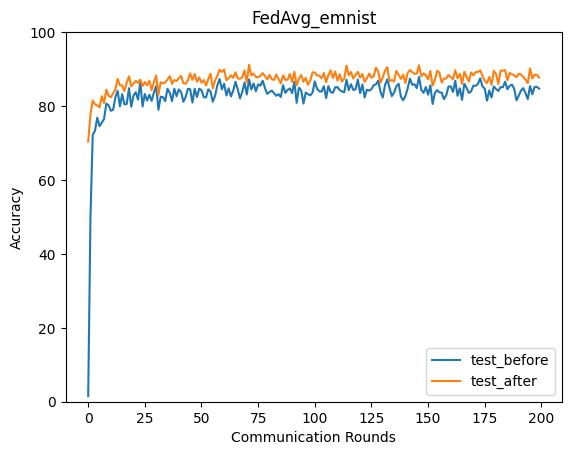 FedAvg_emnist
100
80
60
40
20
0
Accuracy
0 25 50 75 100 125 150 175 200
Communication Rounds
test_before
test_after